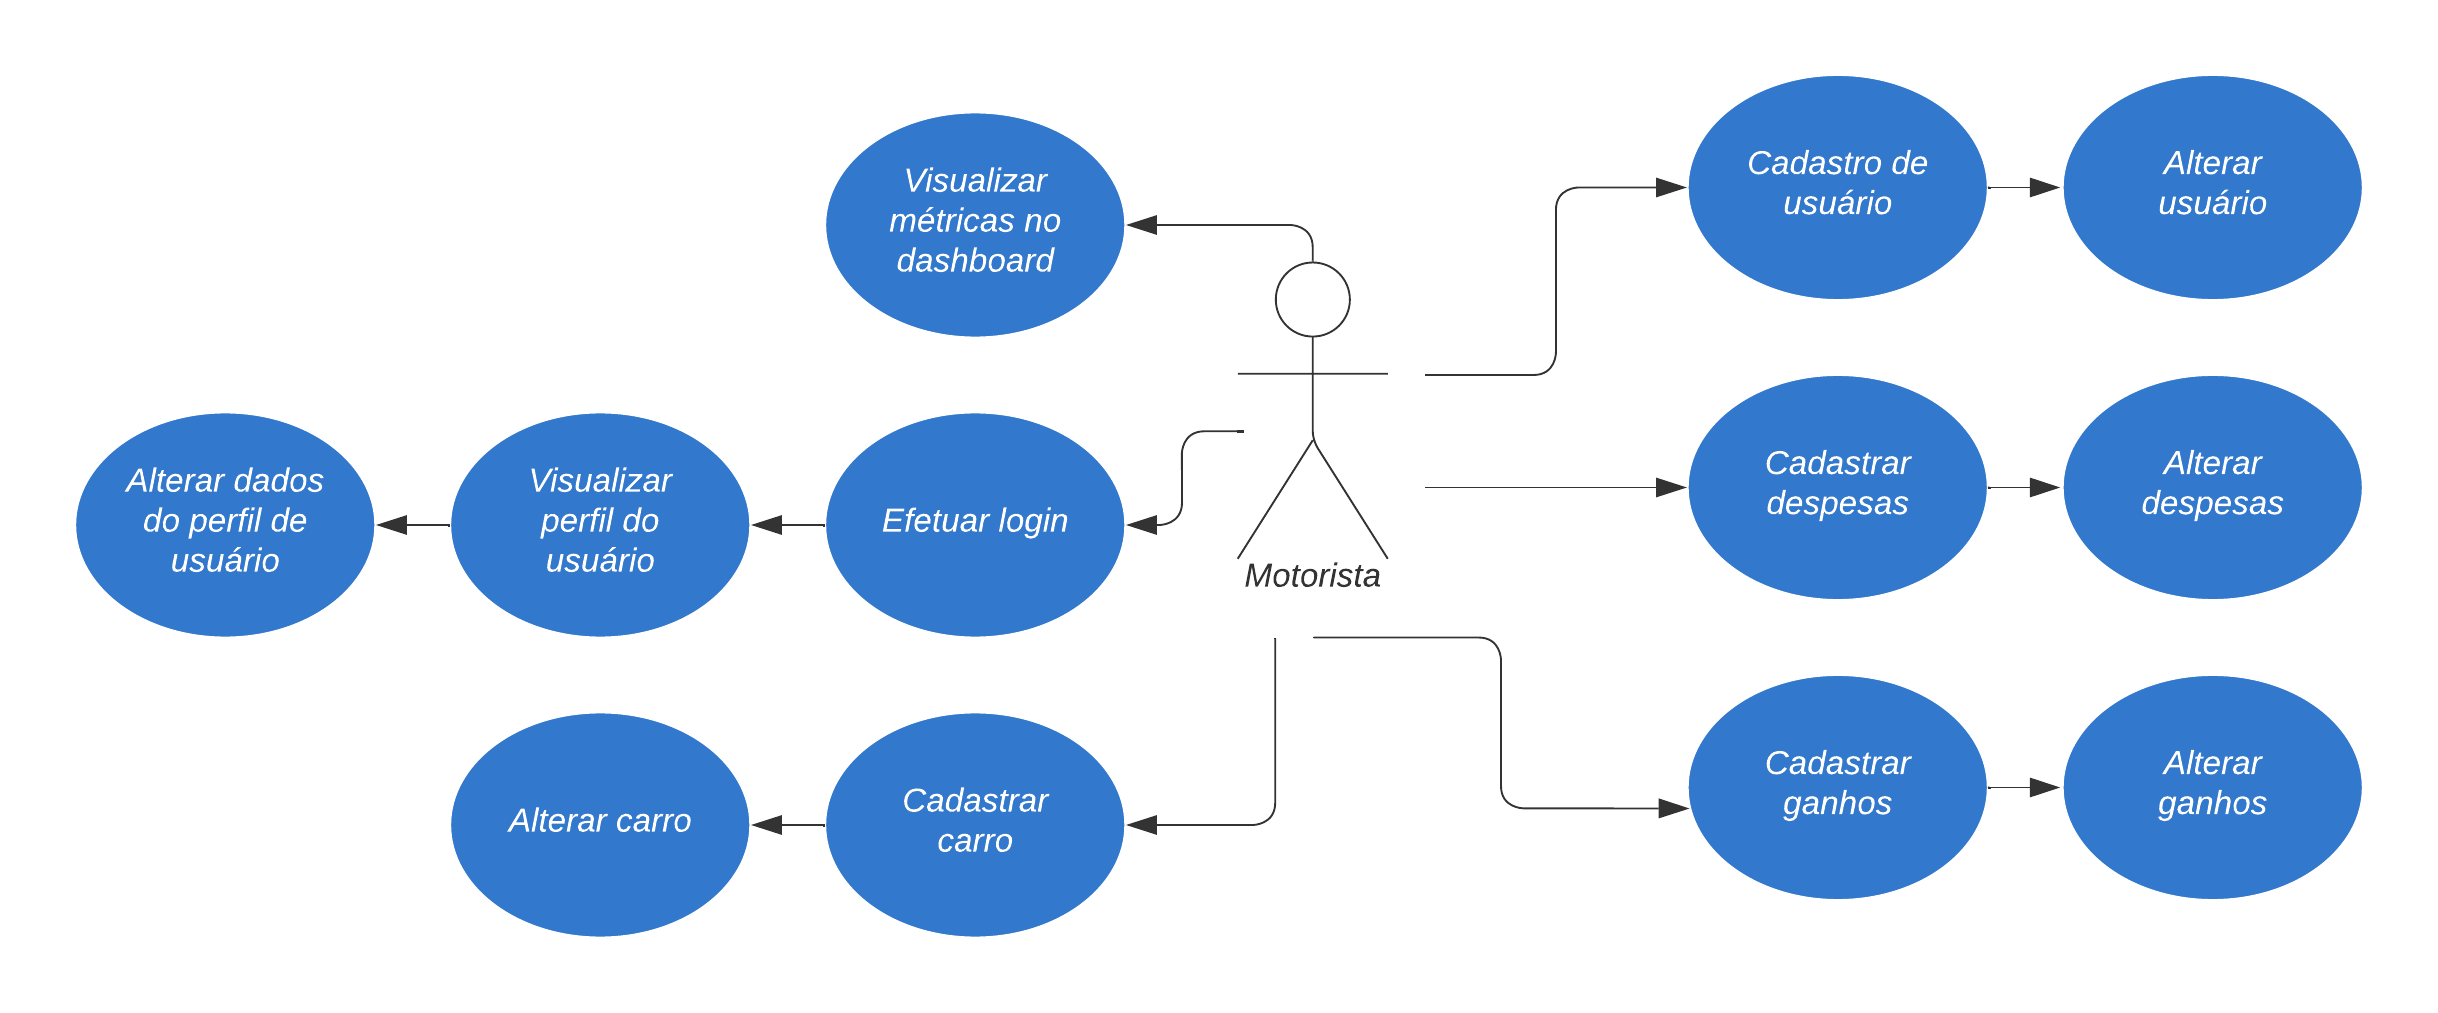 Visualizar
métricas no
dashboard
Cadastro de
usuário
Alterar
usuário
Alterar dados
do perfil de
usuário
Visualizar
perfil do
usuário
Efetuar login
Motorista
Cadastrar
despesas
Alterar
despesas
Alterar carro
Cadastrar
carro
Cadastrar
ganhos
Alterar
ganhos